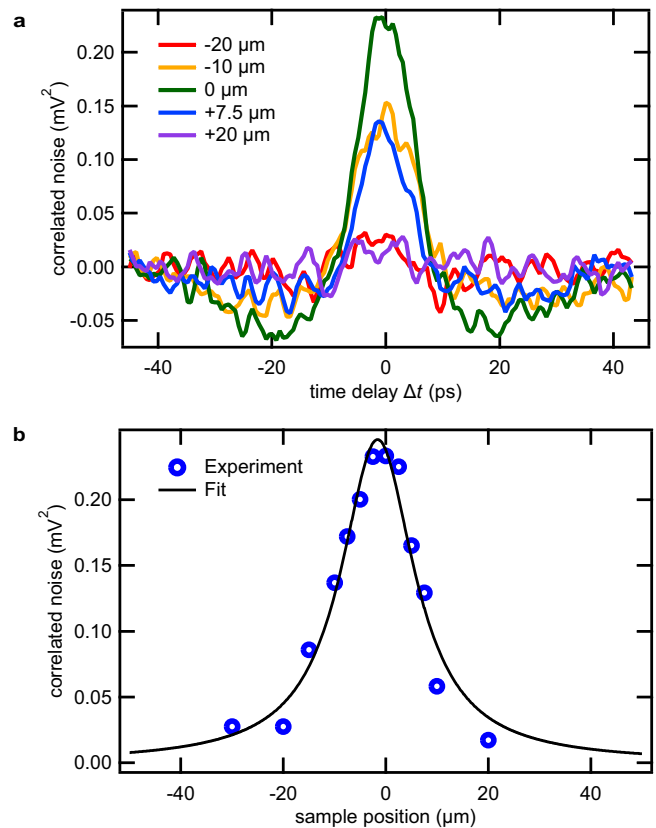 a
0.20
0.15
0.10
0.05
0.00
-0.05
correlated noise (mV²)
-20 µm
-10 µm
0 µm
+7.5 µm
+20 µm
-40
-20
0
20
40
time delay Δt (ps)
b
0.20
0.15
0.10
0.05
0.00
correlated noise (mV²)
Experiment
Fit
-40
-20
0
20
40
sample position (µm)